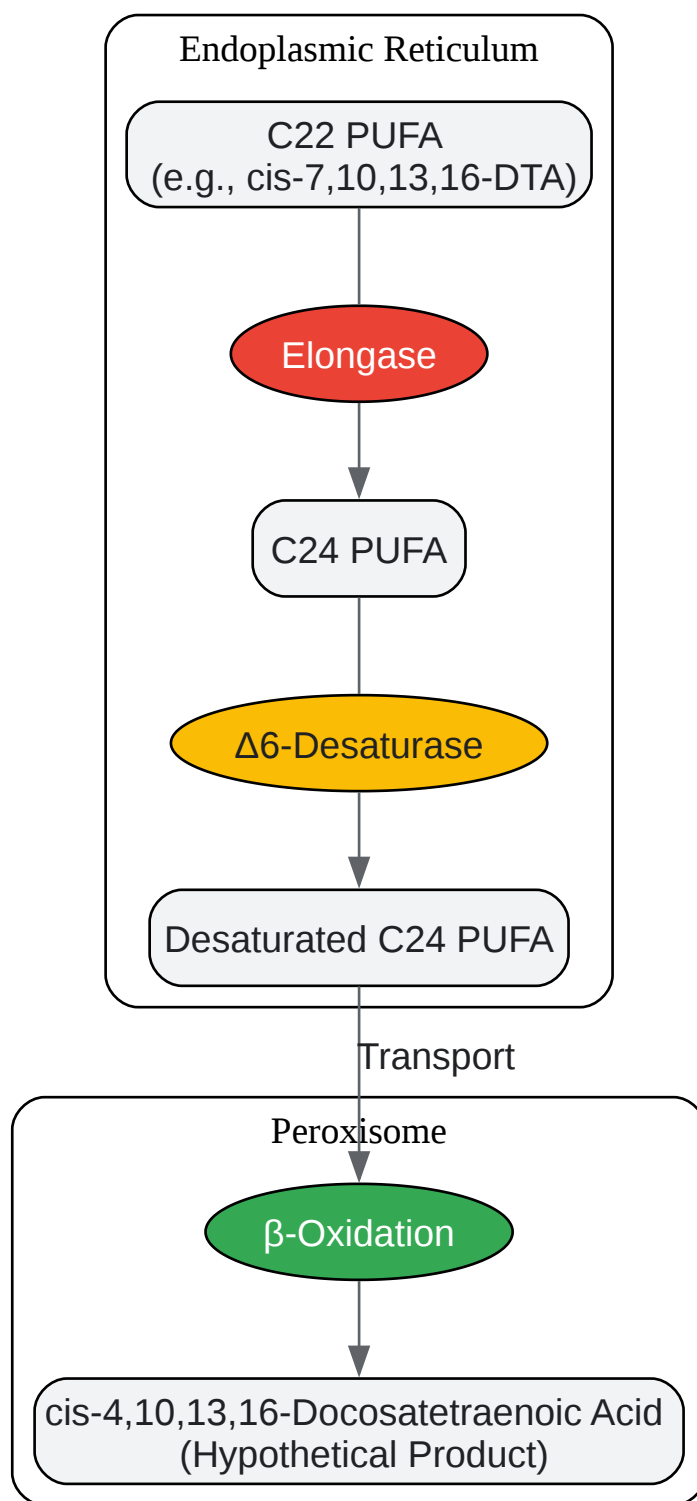 Endoplasmic Reticulum
C22 PUFA
(e.g., cis-7,10,13,16-DTA)
Elongase
C24 PUFA
Δ6-Desaturase
Desaturated C24 PUFA
Transport
Peroxisome
β-Oxidation
cis-4,10,13,16-Docosatetraenoic Acid
(Hypothetical Product)